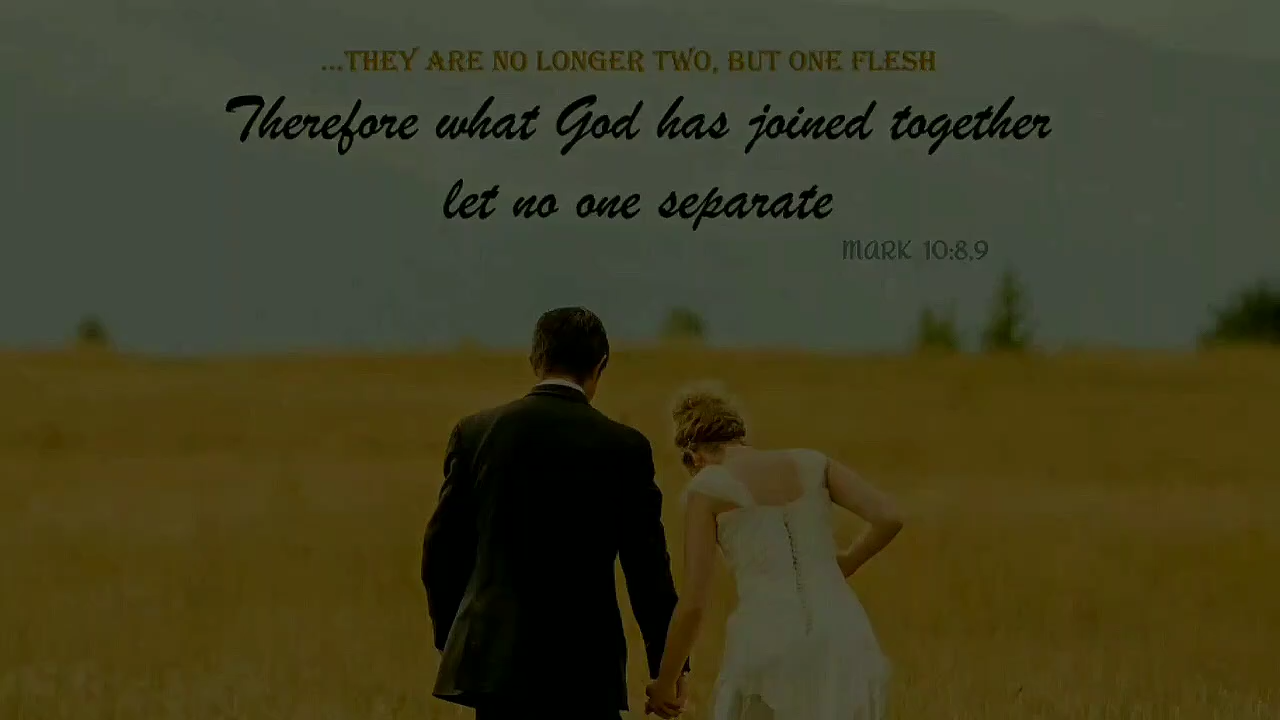 ...THEY ARE NO LONGER TWO, BUT ONE FLESH
Therefore what God has joined together
let no one separate
MARK 10:8,9